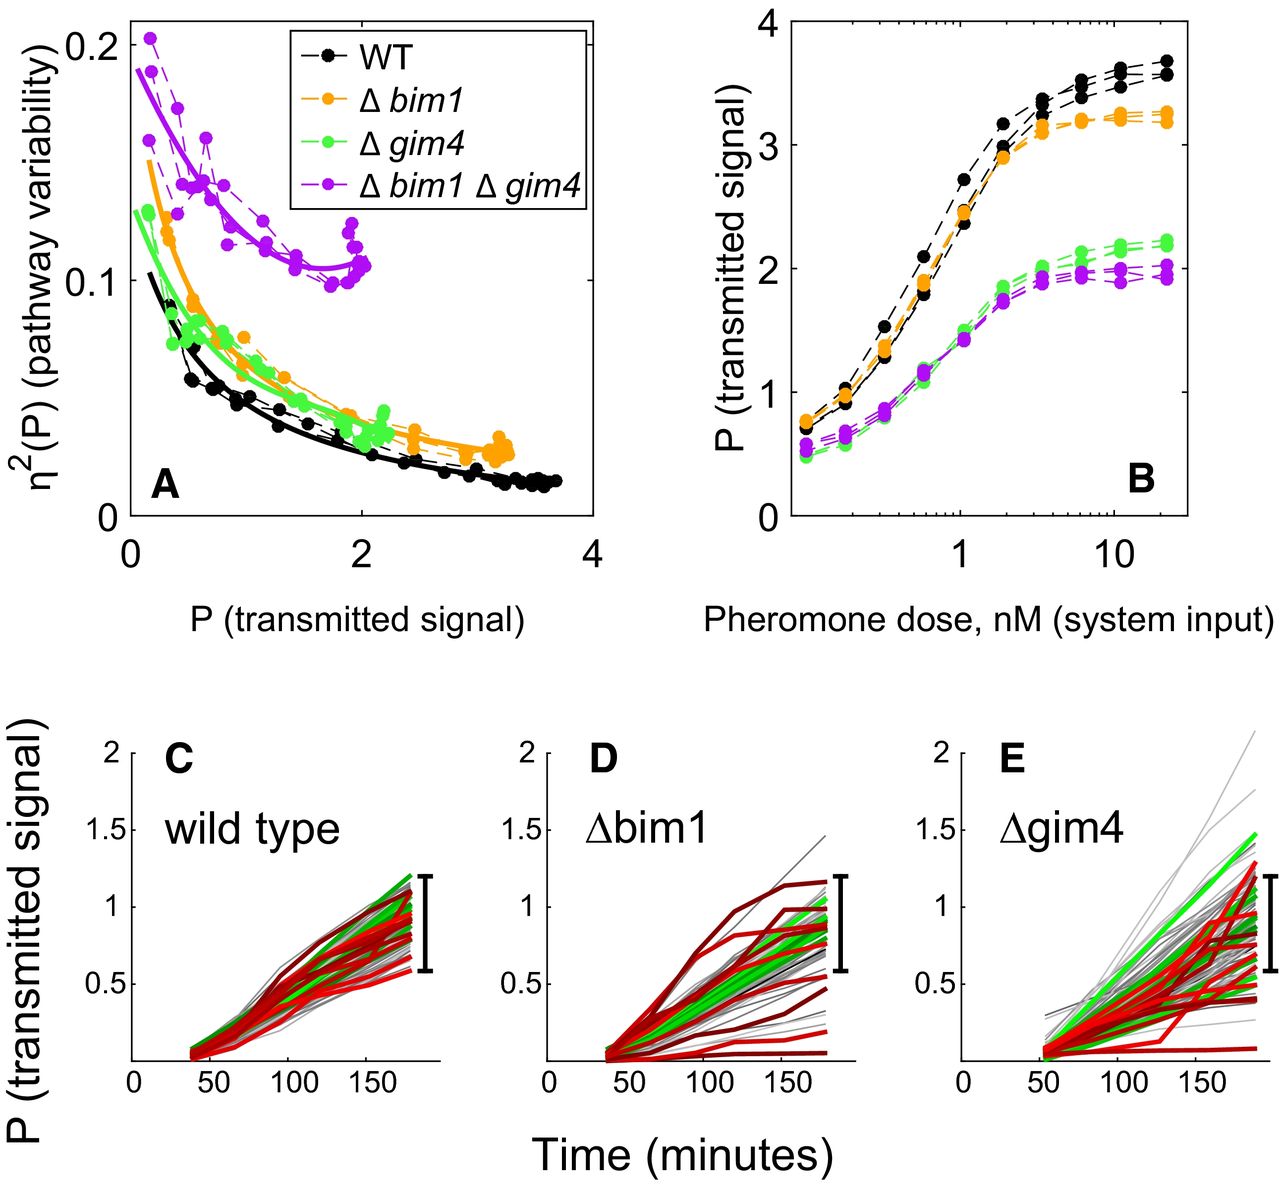 η²(P) (pathway variability)
0.2
0.1
0
0
2
4
P (transmitted signal)
WT
Δ bim1
Δ gim4
Δ bim1 Δ gim4
A
P (transmitted signal)
4
3
2
1
0
1
10
Pheromone dose, nM (system input)
B
P (transmitted signal)
2
1.5
1
0.5
0
50
100
150
C
wild type
2
1.5
1
0.5
0
50
100
150
D
Δbim1
2
1.5
1
0.5
0
50
100
150
E
Δgim4
Time (minutes)